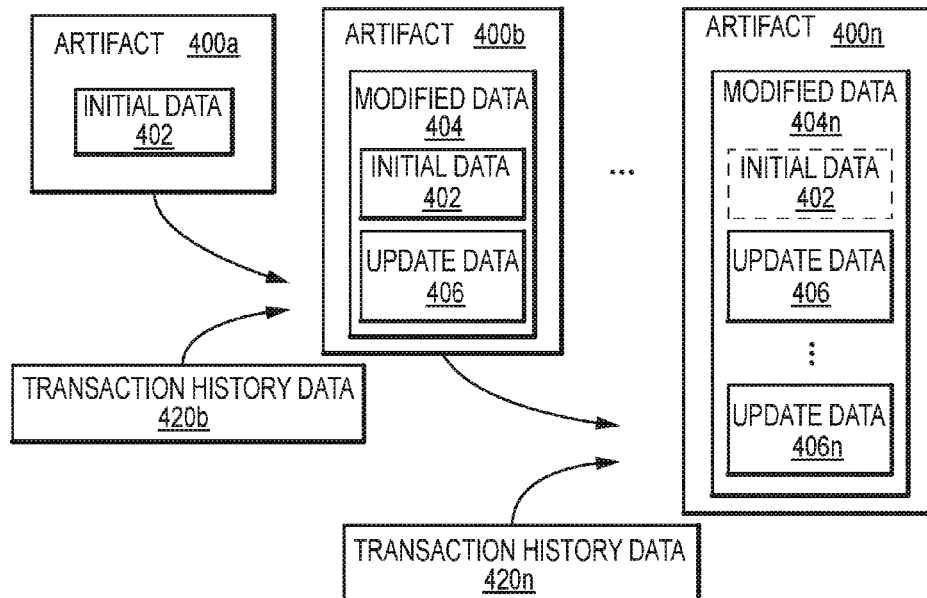 ARTIFACT 400a
INITIAL DATA
402
TRANSACTION HISTORY DATA
420b
ARTIFACT 400b
MODIFIED DATA
404
INITIAL DATA
402
UPDATE DATA
406
...
TRANSACTION HISTORY DATA
420n
ARTIFACT 400n
MODIFIED DATA
404n
INITIAL DATA
402
UPDATE DATA
406
...
UPDATE DATA
406n